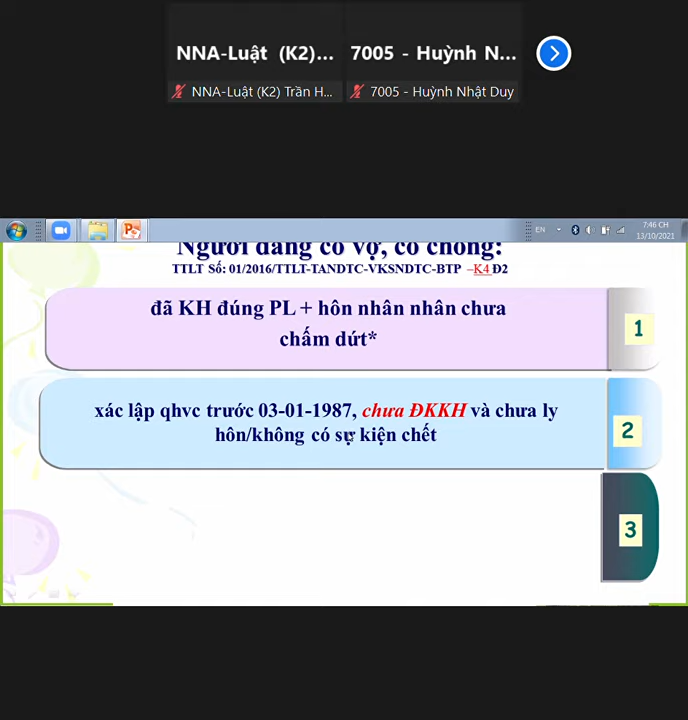 NNA-Luật (K2)...
7005 - Huỳnh N...
NNA-Luật (K2) Trần H...
7005 - Huỳnh Nhật Duy
EN
7:46 CH
13/10/2021
Người đang có vợ, có chồng:
TTLT Số: 01/2016/TTLT-TANDTC-VKSNDTC-BTP –K4 Đ2
đã KH đúng PL + hôn nhân nhân chưa
chấm dứt*
1
xác lập qhvc trước 03-01-1987, chưa ĐKKH và chưa ly
hôn/không có sự kiện chết
2
3